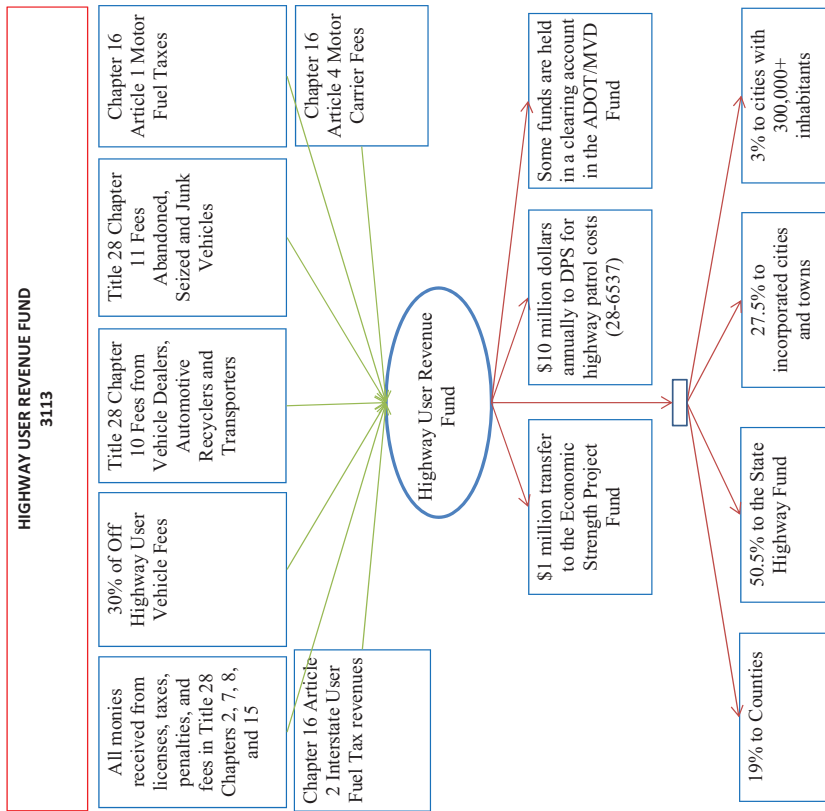 HIGHWAY USER REVENUE FUND
3113
All monies
received from
licenses, taxes,
penalties, and
fees in Title 28
Chapters 2, 7, 8,
and 15
30% of Off
Highway User
Vehicle Fees
Title 28 Chapter
10 Fees from
Vehicle Dealers,
Automotive
Recyclers and
Transporters
Title 28 Chapter
11 Fees
Abandoned,
Seized and Junk
Vehicles
Chapter 16
Article 1 Motor
Fuel Taxes
Chapter 16 Article
2 Interstate User
Fuel Tax revenues
Chapter 16
Article 4 Motor
Carrier Fees
Highway User Revenue
Fund
$1 million transfer
to the Economic
Strength Project
Fund
$10 million dollars
annually to DPS for
highway patrol costs
(28-6537)
Some funds are held
in a clearing account
in the ADOT/MVD
Fund
19% to Counties
50.5% to the State
Highway Fund
27.5% to
incorporated cities
and towns
3% to cities with
300,000+
inhabitants